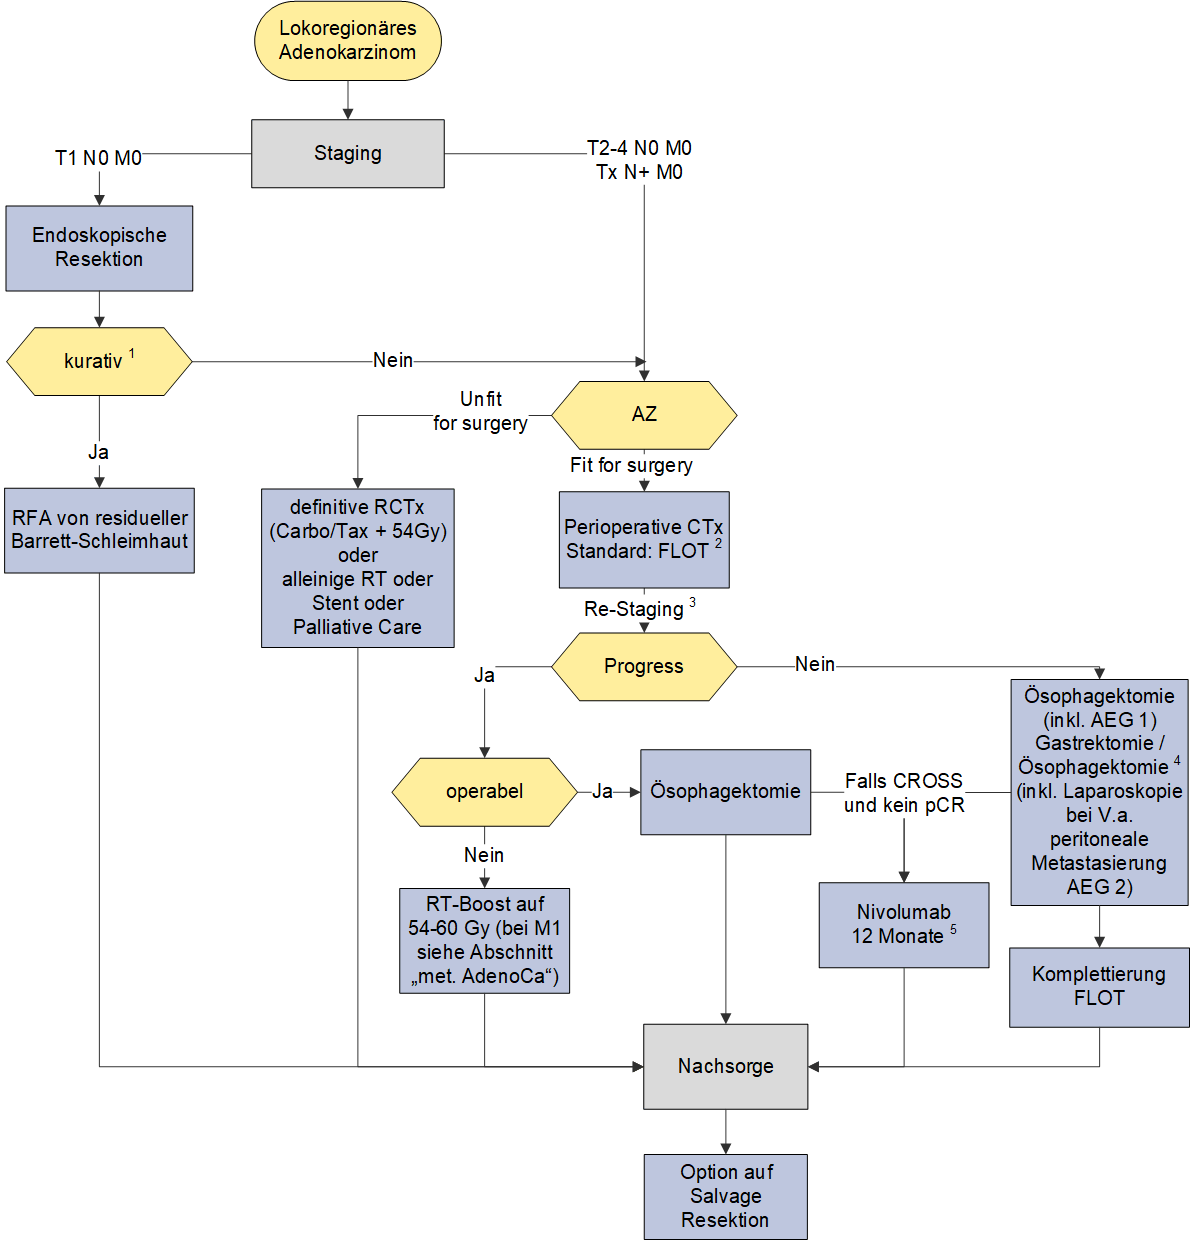 Lokoregionäres
Adenokarzinom
Staging
T1 N0 M0
T2-4 N0 M0
Tx N+ M0
Endoskopische
Resektion
kurativ 1
Nein
Ja
AZ
Unfit
for surgery
Fit for surgery
RFA von residueller
Barrett-Schleimhaut
definitive RCTx
(Carbo/Tax + 54Gy)
oder
alleinige RT oder
Stent oder
Palliative Care
Perioperative CTx
Standard: FLOT 2
Re-Staging 3
Progress
Ja
Nein
Ösophagektomie
(inkl. AEG 1)
Gastrektomie /
Ösophagektomie 4
(inkl. Laparoskopie
bei V.a.
peritoneale
Metastasierung
AEG 2)
operabel
Ja
Ösophagektomie
Falls CROSS
und kein pCR
Nein
RT-Boost auf
54-60 Gy (bei M1
siehe Abschnitt
„met. AdenoCa“)
Nivolumab
12 Monate 5
Komplettierung
FLOT
Nachsorge
Option auf
Salvage
Resektion